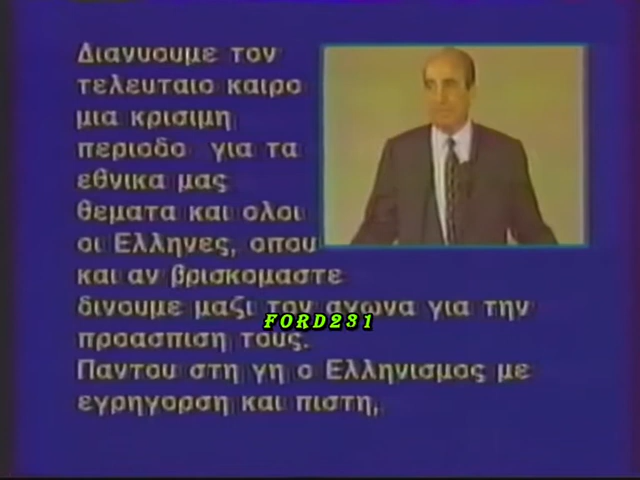 Διανυουμε τον
τελευταιο καιρο
μια κρισιμη
περιοδο για τα
εθνικα μας
θεματα και ολοι
οι Ελληνες, οπου
και αν βρισκομαστε
δινουμε μαζι τον αγωνα για την
FORD231
προασπιση τους.
Παντου στη γη ο Ελληνισμος με
εγρηγορση και πιστη,